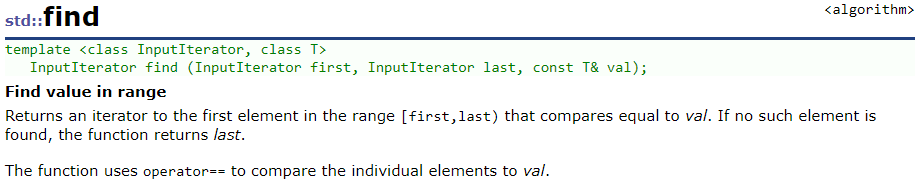 std::find <algorithm>
template <class InputIterator, class T>
InputIterator find (InputIterator first, InputIterator last, const T& val);
Find value in range
Returns an iterator to the first element in the range [first,last) that compares equal to val. If no such element is
found, the function returns last.
The function uses operator== to compare the individual elements to val.